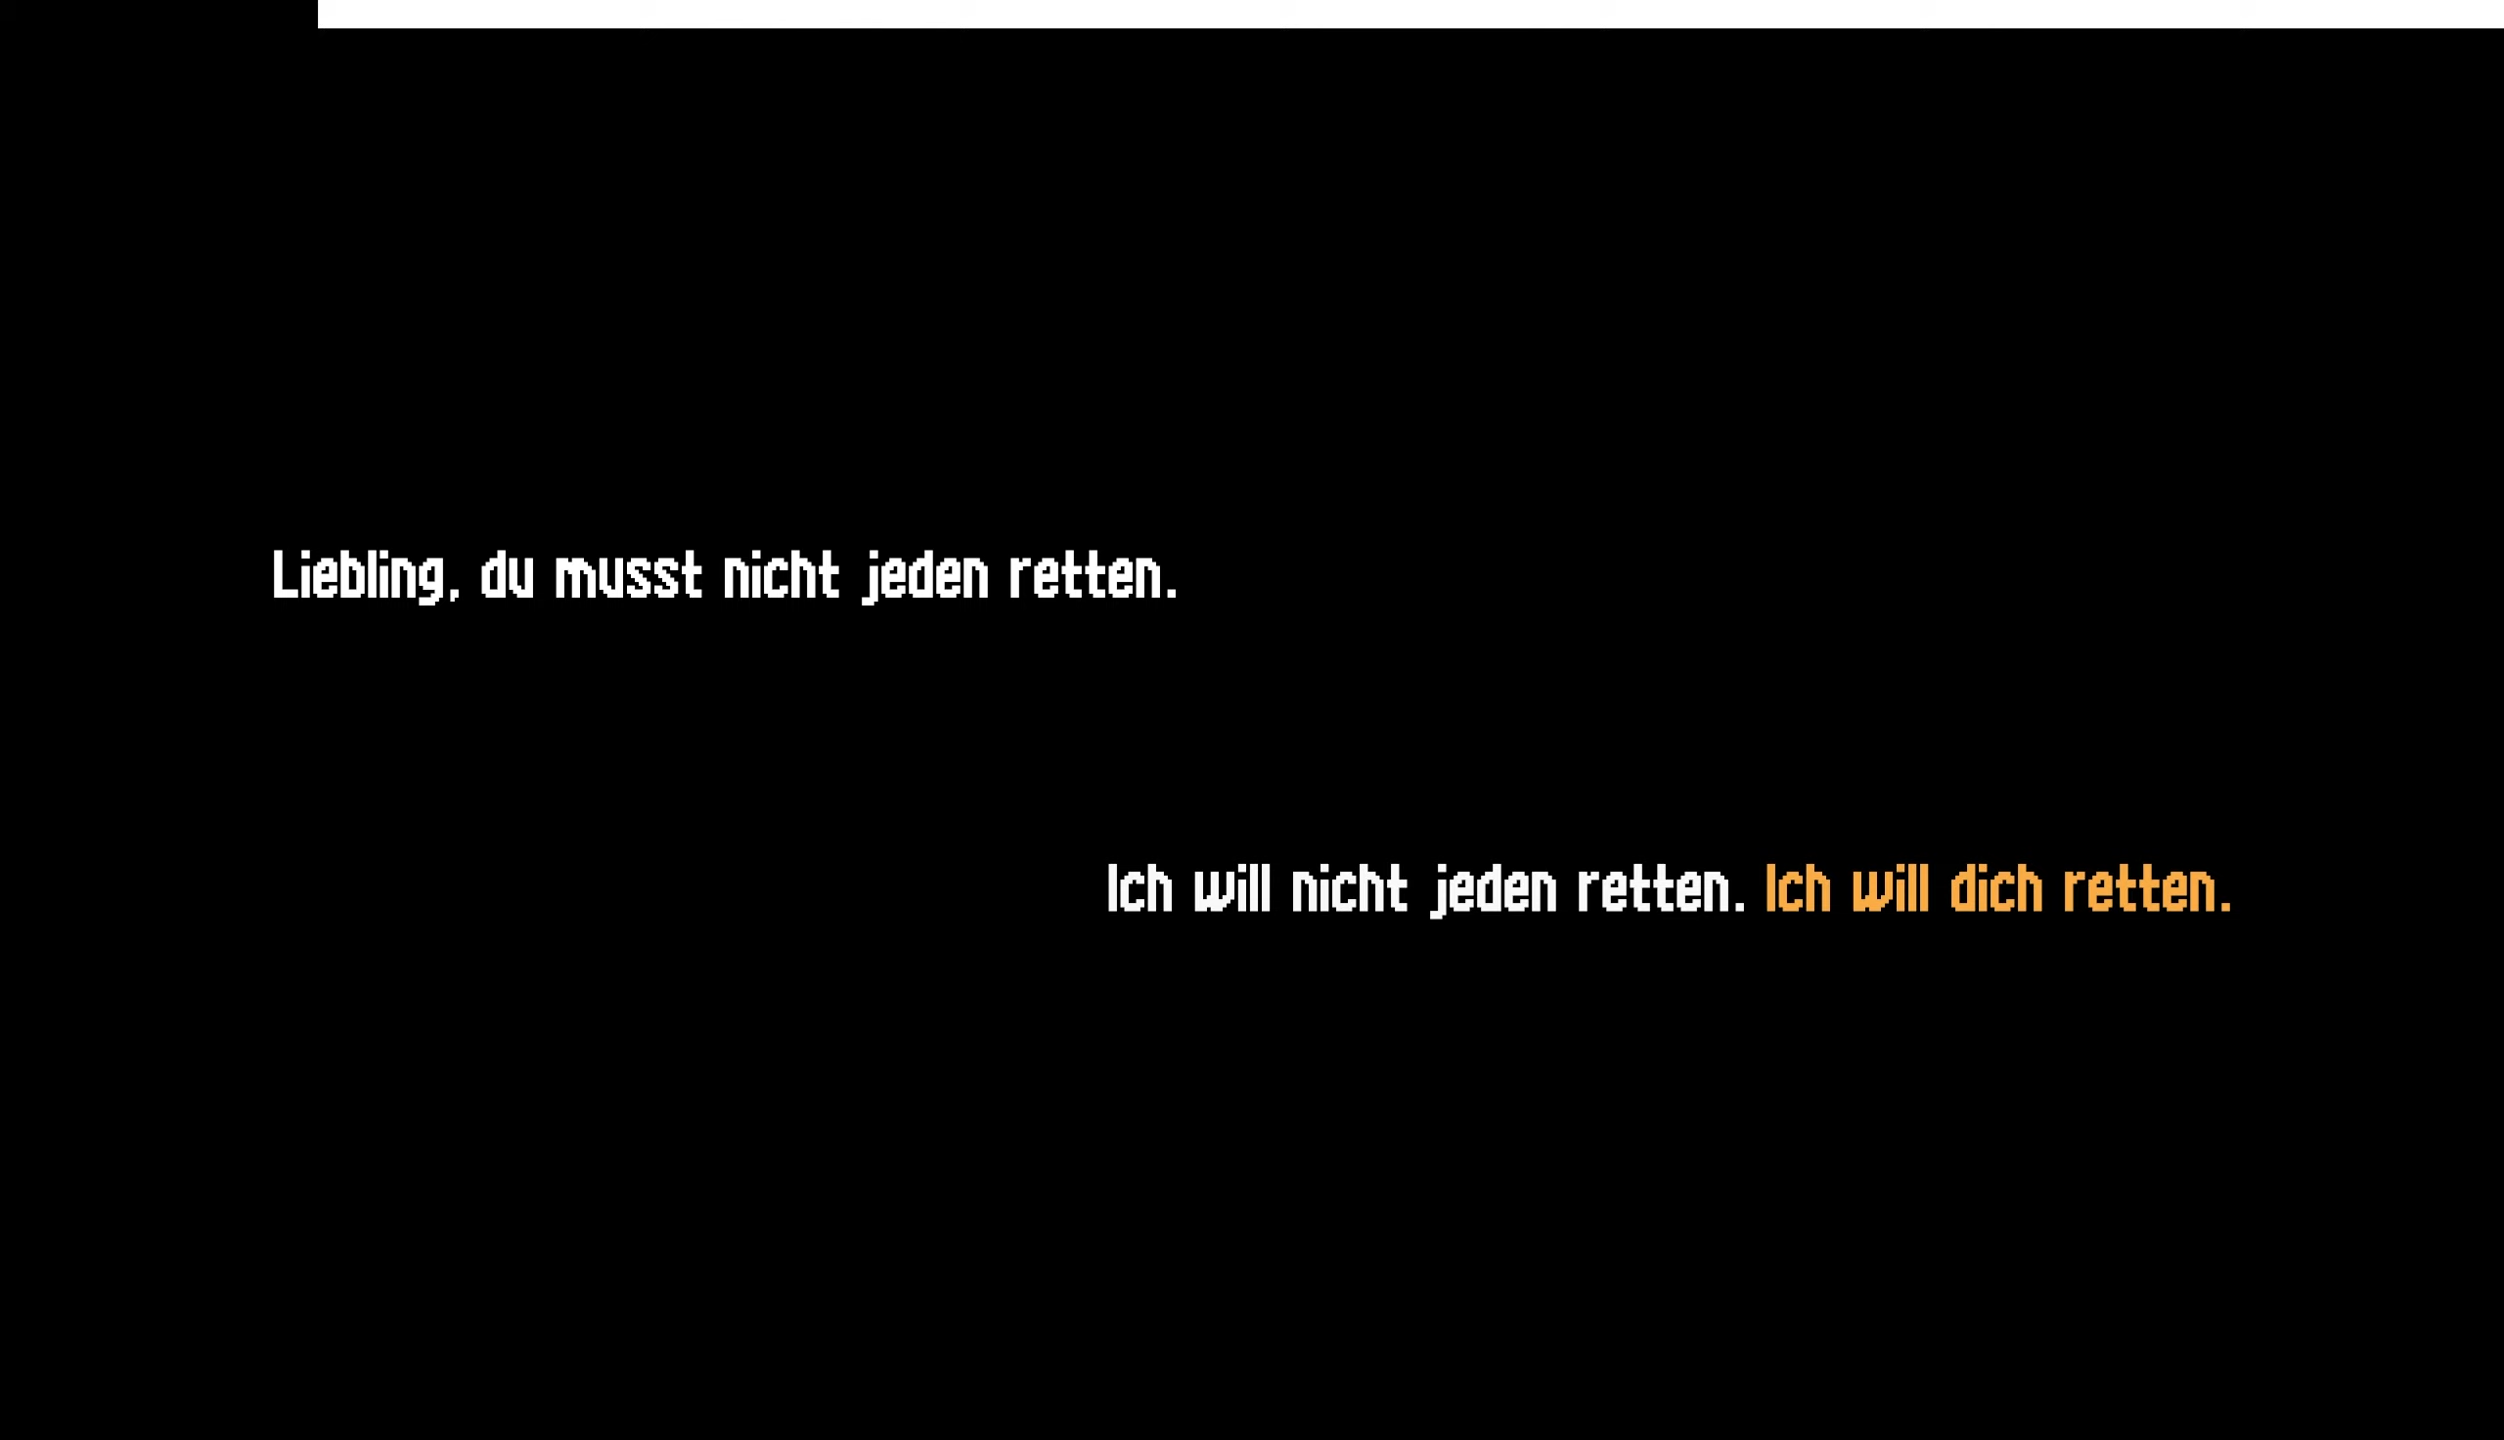 Liebling, du musst nicht jeden retten.
Ich will nicht jeden retten. Ich will dich retten.